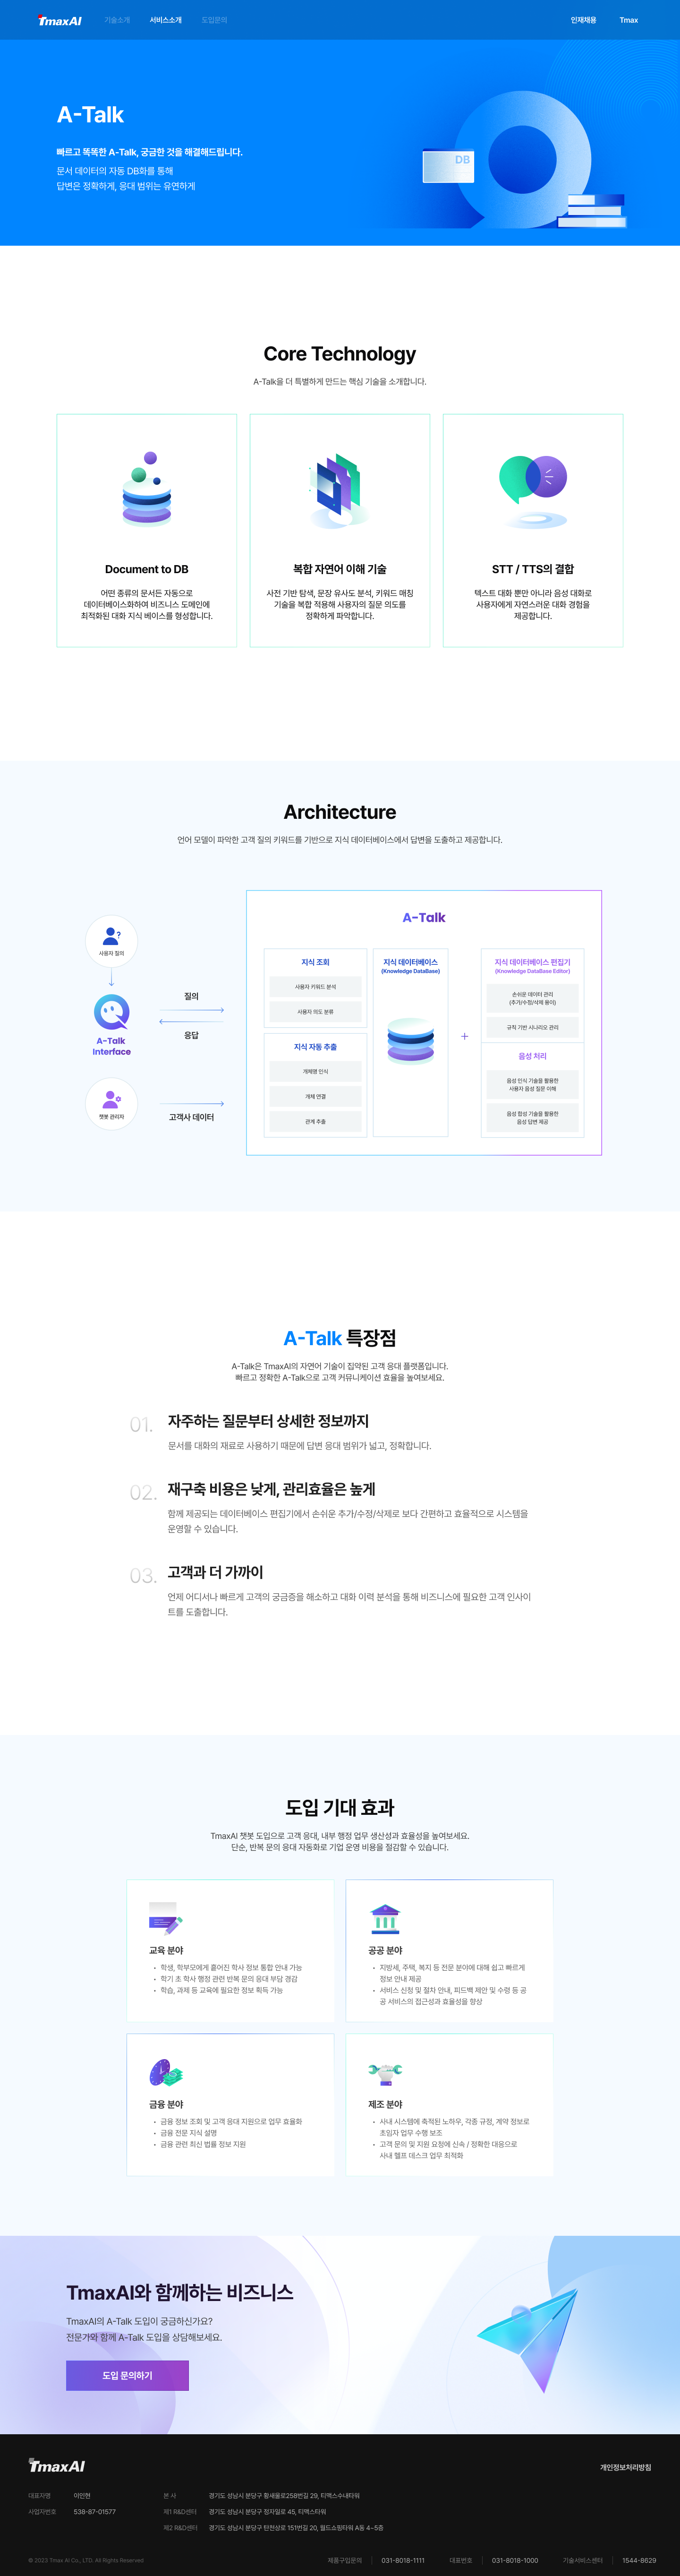 TmaxAI
기술소개
서비스소개
도입문의
인재채용
Tmax
A-Talk
빠르고 똑똑한 A-Talk, 궁금한 것을 해결해드립니다.
문서 데이터의 자동 DB화를 통해
답변은 정확하게, 응대 범위는 유연하게
DB
Core Technology
A-Talk을 더 특별하게 만드는 핵심 기술을 소개합니다.
Document to DB
어떤 종류의 문서든 자동으로
데이터베이스화하여 비즈니스 도메인에
최적화된 대화 지식 베이스를 형성합니다.
복합 자연어 이해 기술
사전 기반 탐색, 문장 유사도 분석, 키워드 매칭
기술을 복합 적용해 사용자의 질문 의도를
정확하게 파악합니다.
STT / TTS의 결합
텍스트 대화 뿐만 아니라 음성 대화로
사용자에게 자연스러운 대화 경험을
제공합니다.
Architecture
언어 모델이 파악한 고객 질의 키워드를 기반으로 지식 데이터베이스에서 답변을 도출하고 제공합니다.
사용자 질의
A-Talk
Interface
챗봇 관리자
질의
응답
고객사 데이터
A-Talk
지식 조회
사용자 키워드 분석
사용자 의도 분류
지식 자동 추출
개체명 인식
개체 연결
관계 추출
지식 데이터베이스
(Knowledge DataBase)
지식 데이터베이스 편집기
(Knowledge DataBase Editor)
손쉬운 데이터 관리
(추가/수정/삭제 용이)
규칙 기반 시나리오 관리
음성 처리
음성 인식 기술을 활용한
사용자 음성 질문 이해
음성 합성 기술을 활용한
음성 답변 제공
A-Talk 특장점
A-Talk은 TmaxAI의 자연어 기술이 집약된 고객 응대 플랫폼입니다.
빠르고 정확한 A-Talk으로 고객 커뮤니케이션 효율을 높여보세요.
01.
자주하는 질문부터 상세한 정보까지
문서를 대화의 재료로 사용하기 때문에 답변 응대 범위가 넓고, 정확합니다.
02.
재구축 비용은 낮게, 관리효율은 높게
함께 제공되는 데이터베이스 편집기에서 손쉬운 추가/수정/삭제로 보다 간편하고 효율적으로 시스템을
운영할 수 있습니다.
03.
고객과 더 가까이
언제 어디서나 빠르게 고객의 궁금증을 해소하고 대화 이력 분석을 통해 비즈니스에 필요한 고객 인사이
트를 도출합니다.
도입 기대 효과
TmaxAI 챗봇 도입으로 고객 응대, 내부 행정 업무 생산성과 효율성을 높여보세요.
단순, 반복 문의 응대 자동화로 기업 운영 비용을 절감할 수 있습니다.
교육 분야
• 학생, 학부모에게 흩어진 학사 정보 통합 안내 가능
• 학기 초 학사 행정 관련 반복 문의 응대 부담 경감
• 학습, 과제 등 교육에 필요한 정보 획득 가능
공공 분야
• 지방세, 주택, 복지 등 전문 분야에 대해 쉽고 빠르게
정보 안내 제공
• 서비스 신청 및 절차 안내, 피드백 제안 및 수령 등 공
공 서비스의 접근성과 효율성을 향상
금융 분야
• 금융 정보 조회 및 고객 응대 지원으로 업무 효율화
• 금융 전문 지식 설명
• 금융 관련 최신 법률 정보 지원
제조 분야
• 사내 시스템에 축적된 노하우, 각종 규정, 계약 정보로
초임자 업무 수행 보조
• 고객 문의 및 지원 요청에 신속 / 정확한 대응으로
사내 헬프 데스크 업무 최적화
TmaxAI와 함께하는 비즈니스
TmaxAI의 A-Talk 도입이 궁금하신가요?
전문가와 함께 A-Talk 도입을 상담해보세요.
도입 문의하기
TmaxAI
개인정보처리방침
대표자명 이인현
본 사 경기도 성남시 분당구 황새울로258번길 29, 티맥스수내타워
사업자번호 538-87-01577
제1 R&D센터 경기도 성남시 분당구 정자일로 45, 티맥스타워
제2 R&D센터 경기도 성남시 분당구 탄천상로 151번길 20, 월드쇼핑타워 A동 4~5층
© 2023 Tmax AI Co., LTD. All Rights Reserved
제품구입문의 031-8018-1111
대표번호 031-8018-1000
기술서비스센터 1544-8629